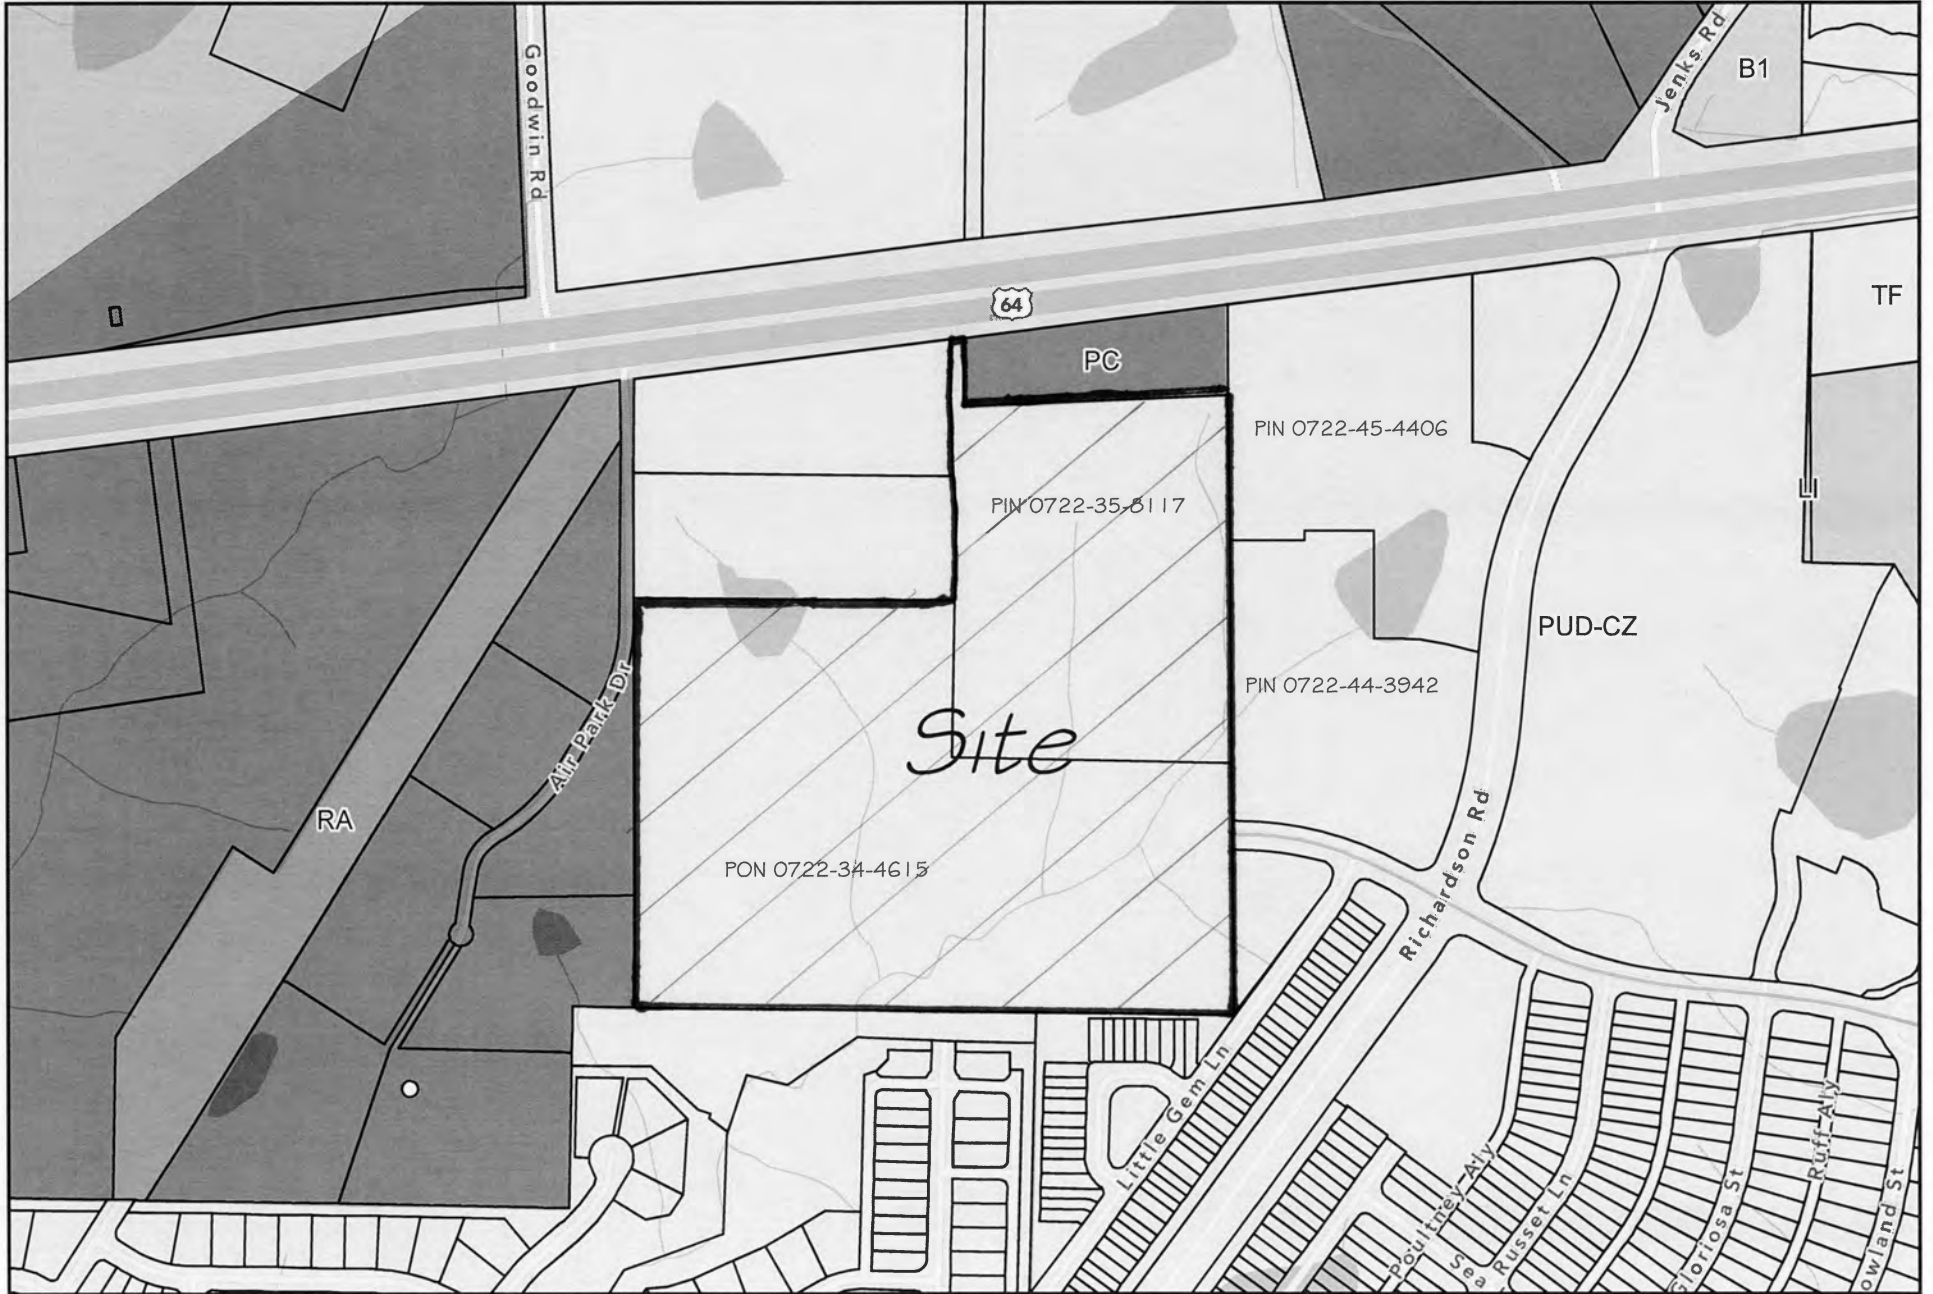 Goodwin Rd
Jenks Rd
B1
64
TF
PC
PIN 0722-45-4406
PIN 0722-35-8117
LI
PUD-CZ
PIN 0722-44-3942
Air Park Dr
Site
RA
Richardson Rd
PON 0722-34-4615
Little Gem Ln
Poultney Aly
Sea Russet Ln
Gloriosa St
Ruff Aly
owland St